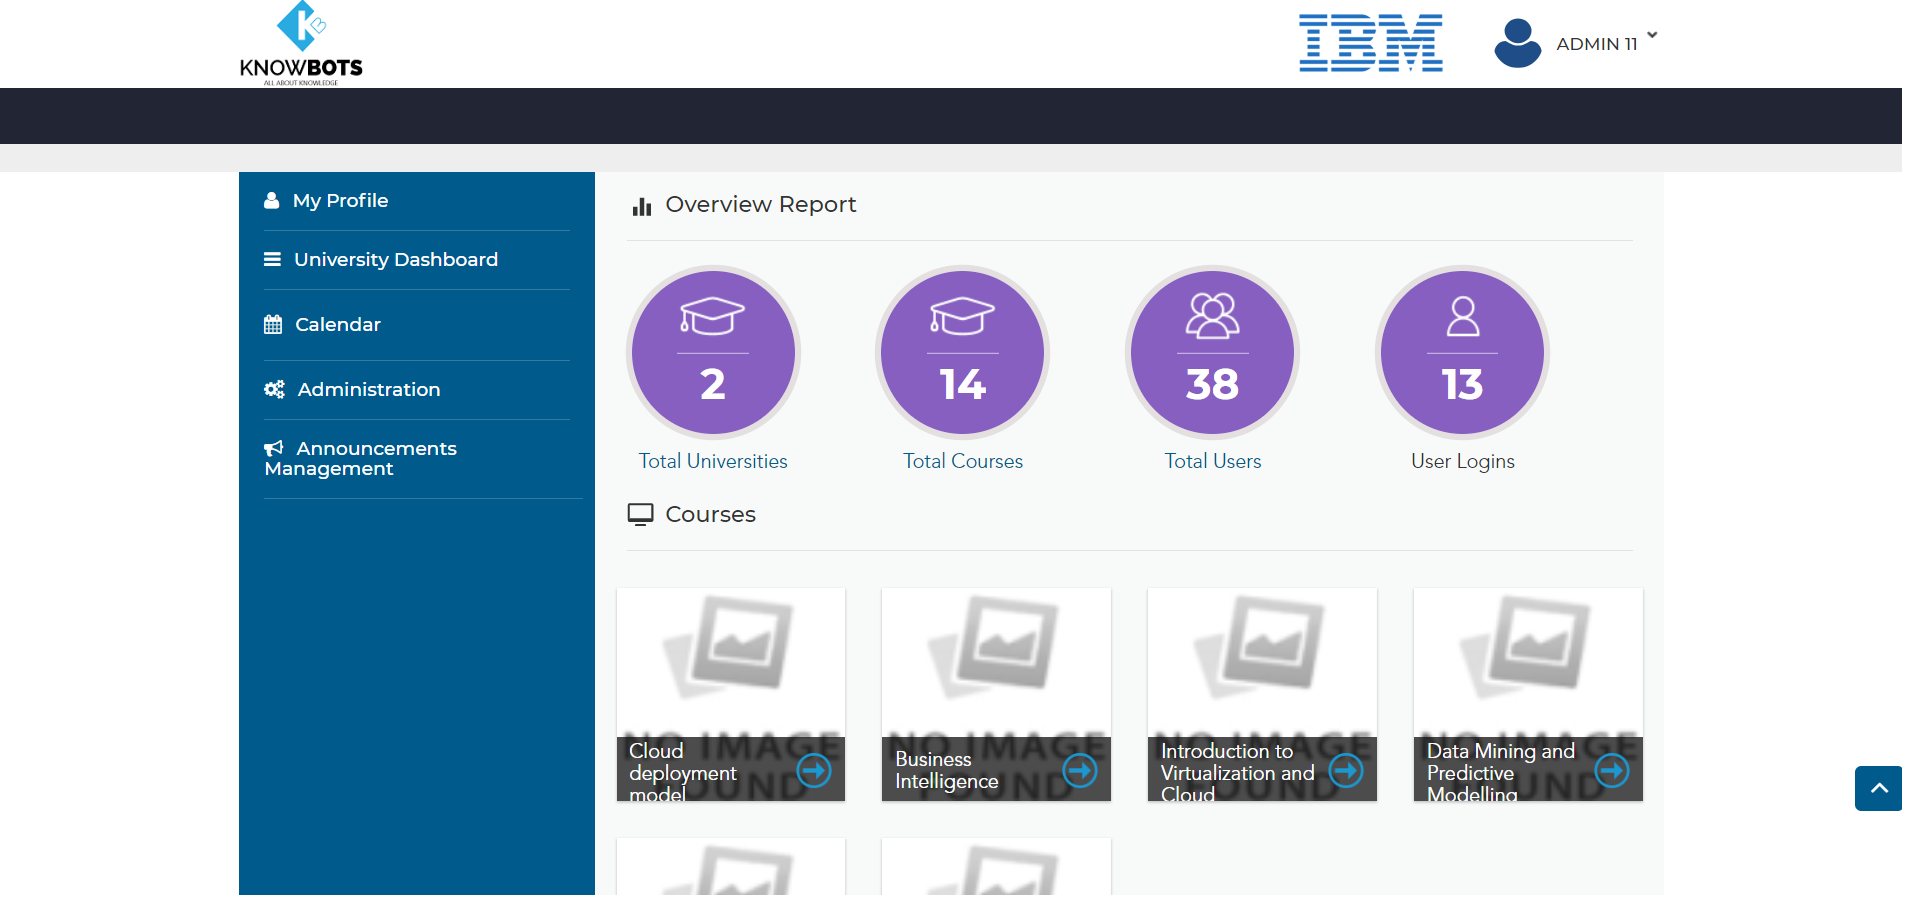 KB
KNOWBOTS
ALL ABOUT KNOWLEDGE
IBM
ADMIN 11
My Profile
University Dashboard
Calendar
Administration
Announcements
Management
Overview Report
2
14
38
13
Total Universities
Total Courses
Total Users
User Logins
Courses
NO IMAGE
FOUND
Cloud
deployment
model
NO IMAGE
FOUND
Business
Intelligence
NO IMAGE
FOUND
Introduction to
Virtualization and
Cloud
NO IMAGE
FOUND
Data Mining and
Predictive
Modelling